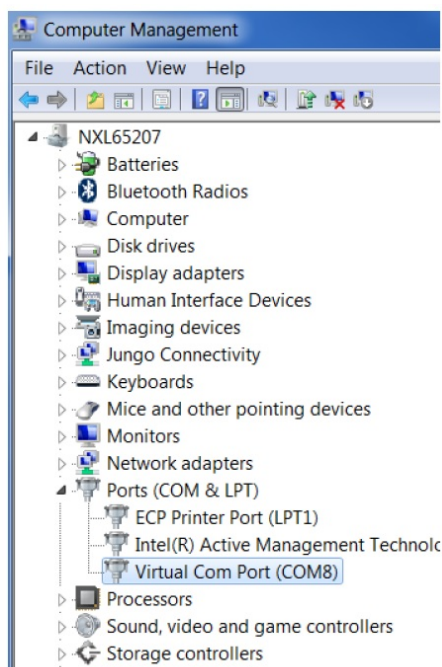 Computer Management
File Action View Help
NXL65207
Batteries
Bluetooth Radios
Computer
Disk drives
Display adapters
Human Interface Devices
Imaging devices
Jungo Connectivity
Keyboards
Mice and other pointing devices
Monitors
Network adapters
Ports (COM & LPT)
ECP Printer Port (LPT1)
Intel(R) Active Management Technolo
Virtual Com Port (COM8)
Processors
Sound, video and game controllers
Storage controllers